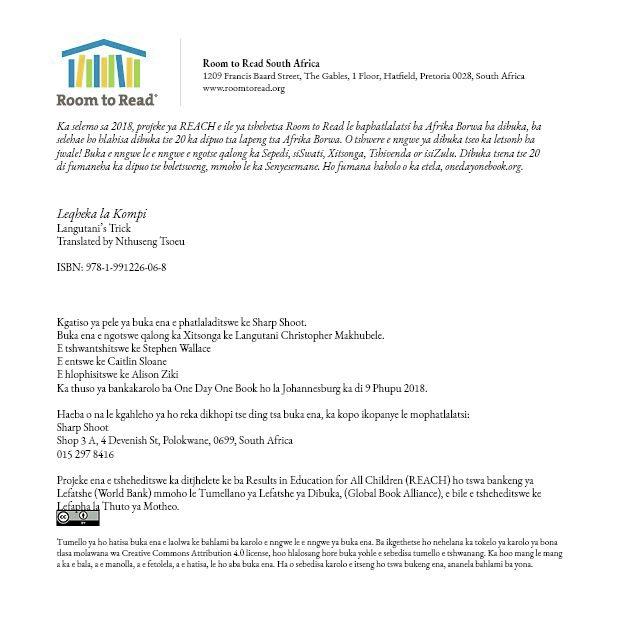 Room to Read
Room to Read South Africa
1209 Francis Baard Street, The Gables, 1 Floor, Hatfield, Pretoria 0028, South Africa
www.roomtoread.org
Ka selemo sa 2018, projeke ya REACH e ile ya tshehetsa Room to Read le baphatlalatsi ba Afrika Borwa ba dibuka, ba
selehae ho hlahisa dibuka tse 20 ka dipuo tsa lapeng tsa Afrika Borwa. O tshwere e nngwe ya dibuka tseo ka letsonh ba
jwale! Buka e nngwe le e nngwe e ngotse qalong ka Sepedi, siSwati, Xitsonga, Tshivenda or isiZulu. Dibuka tsena tse 20
di fumaneha ka dipuo tse boletsweng, mmoho le ka Senyesemane. Ho fumana haholo o ka etela, onedayonebook.org.
Leqheka la Kompi
Langutani's Trick
Translated by Nthuseng Tsoeu
ISBN: 978-1-991226-06-8
Kgatiso ya pele ya buka ena e phatlaladitswe ke Sharp Shoot.
Buka ena e ngotswe qalong ka Xitsonga ke Langutani Christopher Makhubele.
E tshwantshitswe ke Stephen Wallace
E entswe ke Caitlin Sloane
E hlophisitswe ke Alison Ziki
Ka thuso ya bankakarolo ba One Day One Book ho la Johannesburg ka di 9 Phupu 2018.
Haeba o na le kgahleho ya ho reka dikhopi tse ding tsa buka ena, ka kopo ikopanye le mophatlalatsi:
Sharp Shoot
Shop 3 A, 4 Devenish St, Polokwane, 0699, South Africa
015 297 8416
Projeke ena e tsheheditswe ka ditjhelete ke ba Results in Education for All Children (REACH) ho tswa bankeng ya
Lefatshe (World Bank) mmoho le Tumellano ya Lefatshe ya Dibuka, (Global Book Alliance), e bile e tsheheditswe ke
Lefapha la Thuto ya Motheo.
cc BY
Tumello ya ho hatisa buka ena e laolwa ke bahlami ba karolo e nngwe le e nngwe ya buka ena. Ba ikgethetse ho nehelana ka tokelo ya karolo ya bona
tlasa molawana wa Creative Commons Attribution 4.0 license, hoo hlalosang hore buka yohle e sebedisa tumello e tshwanang. Ka hoo mang le mang
a ka e bala, a e manolla, a e fetolela, a e hatisa, le ho aba buka ena. Ha o sebedisa karolo e itseng ho tswa bukeng ena, ananela bahlami ba yona.